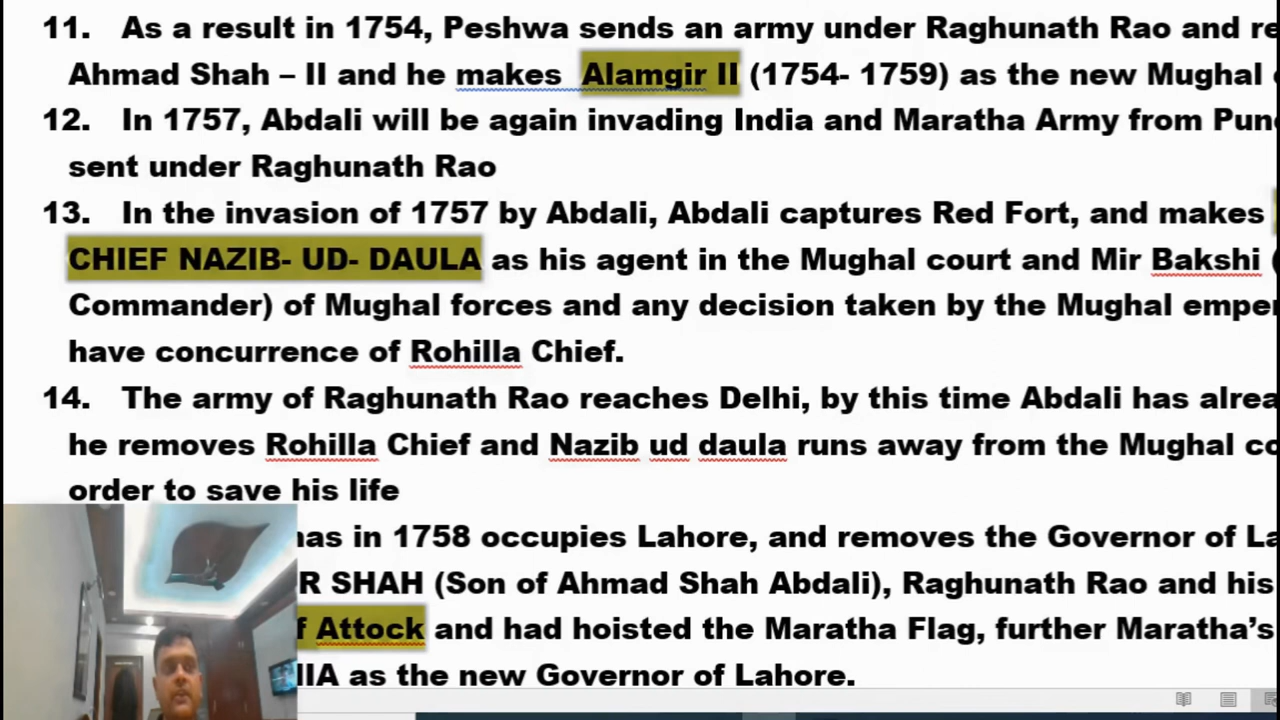 11. As a result in 1754, Peshwa sends an army under Raghunath Rao and re
Ahmad Shah – II and he makes Alamgir II (1754- 1759) as the new Mughal
12. In 1757, Abdali will be again invading India and Maratha Army from Pun
sent under Raghunath Rao
13. In the invasion of 1757 by Abdali, Abdali captures Red Fort, and makes
CHIEF NAZIB- UD- DAULA as his agent in the Mughal court and Mir Bakshi (
Commander) of Mughal forces and any decision taken by the Mughal empe
have concurrence of Rohilla Chief.
14. The army of Raghunath Rao reaches Delhi, by this time Abdali has alrea
he removes Rohilla Chief and Nazib ud daula runs away from the Mughal co
order to save his life
has in 1758 occupies Lahore, and removes the Governor of La
R SHAH (Son of Ahmad Shah Abdali), Raghunath Rao and his
f Attock and had hoisted the Maratha Flag, further Maratha's
IA as the new Governor of Lahore.